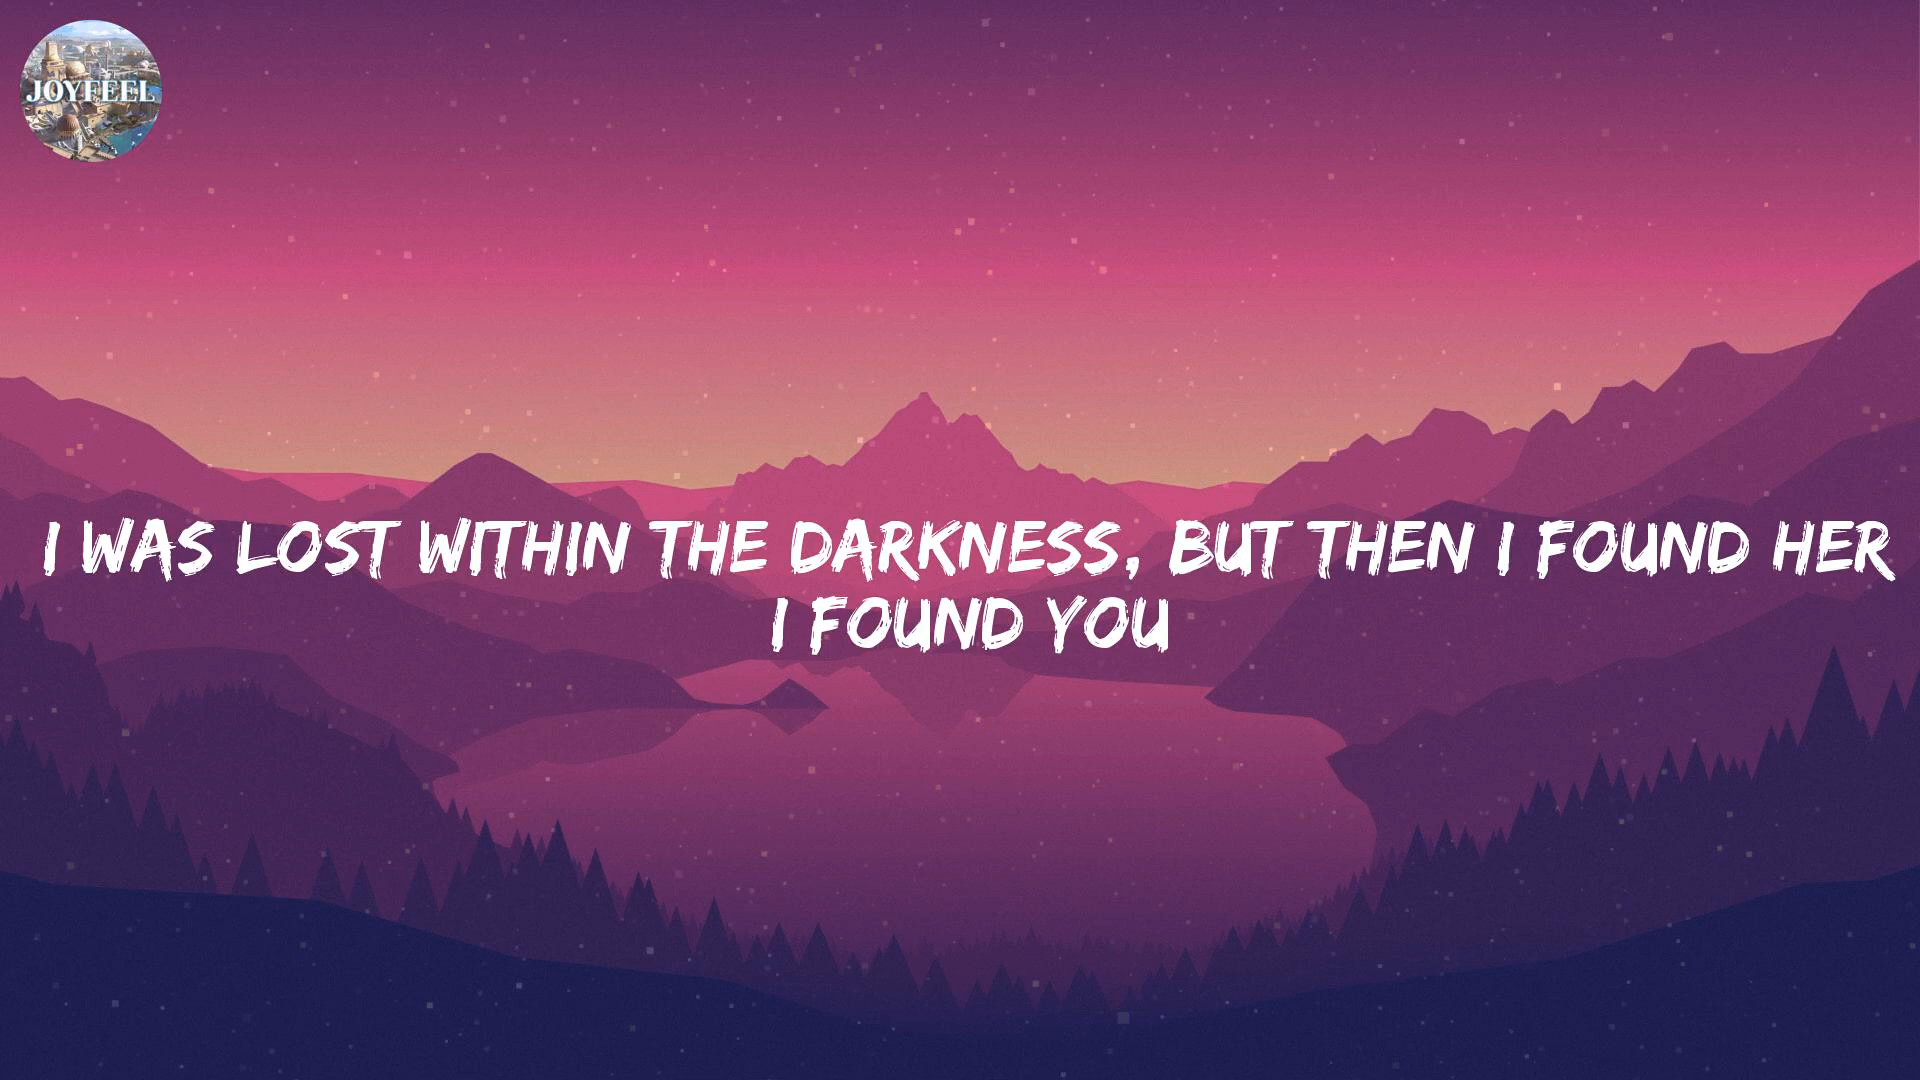 JOYFEEL
I WAS LOST WITHIN THE DARKNESS, BUT THEN I FOUND HER
I FOUND YOU